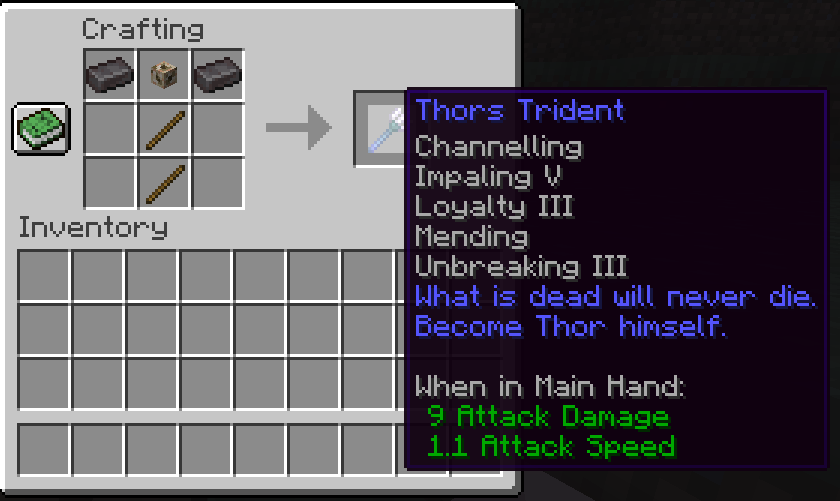 Crafting
Thors Trident
Channelling
Impaling V
Loyalty III
Mending
Unbreaking III
What is dead will never die.
Become Thor himself.
When in Main Hand:
9 Attack Damage
1.1 Attack Speed
Inventory